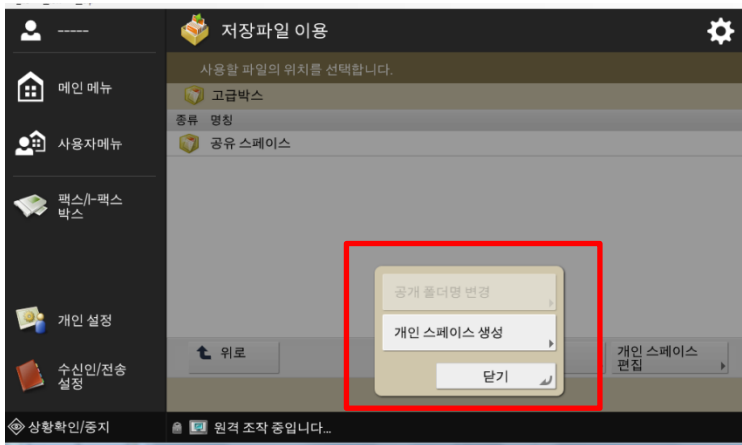 -----
저장파일 이용
사용할 파일의 위치를 선택합니다.
메인 메뉴
고급박스
종류 명칭
사용자메뉴
공유 스페이스
팩스/I-팩스
박스
공개 폴더명 변경
개인 설정
개인 스페이스 생성
위로
개인 스페이스
편집
수신인/전송
설정
닫기
상황확인/중지
원격 조작 중입니다...